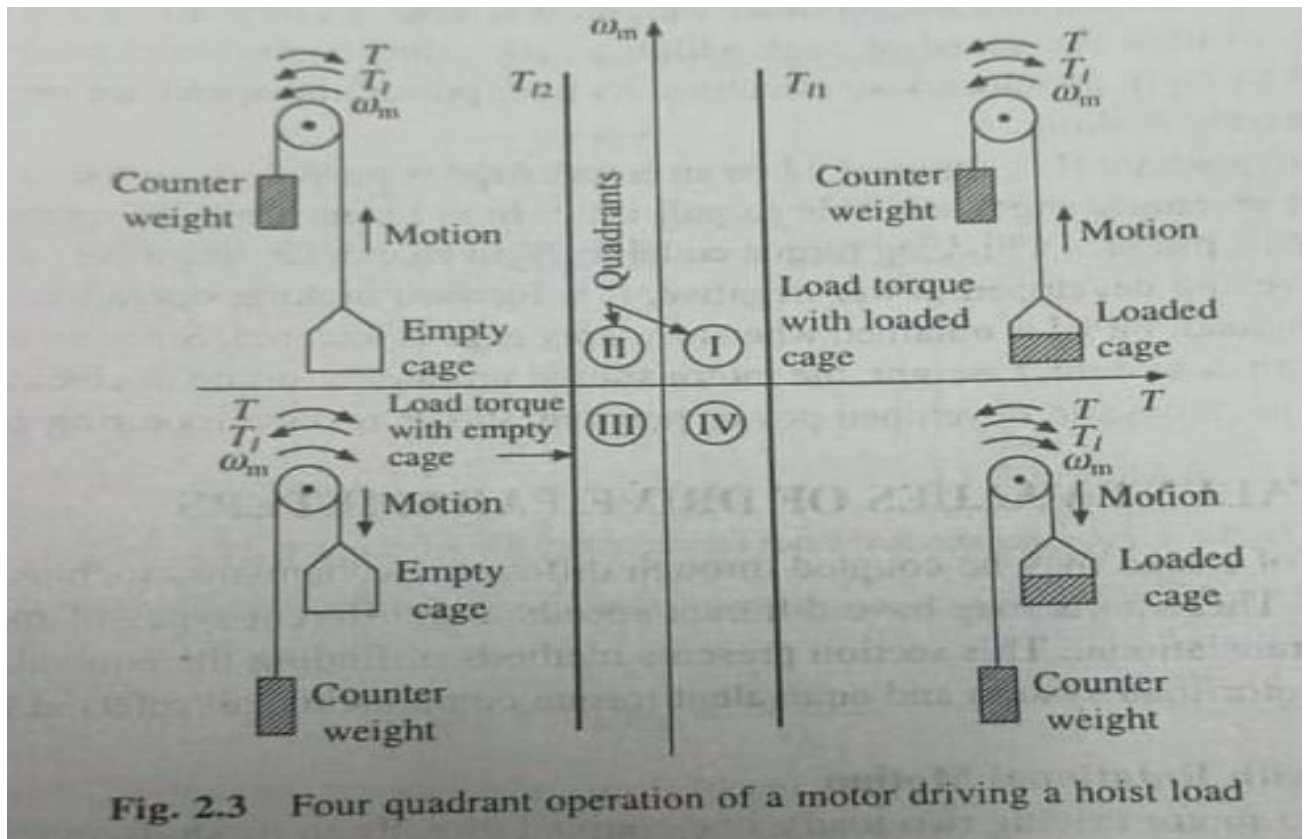 ωm
T
Tl
ωm
Tl2
Tl1
T
Tl
ωm
Counter
weight
Motion
Empty
cage
Quadrants
II
I
Load torque
with loaded
cage
Counter
weight
Motion
Loaded
cage
T
T
Tl
ωm
Load torque
with empty
cage
III
IV
T
Tl
ωm
Motion
Empty
cage
Counter
weight
Motion
Loaded
cage
Counter
weight
Fig. 2.3 Four quadrant operation of a motor driving a hoist load